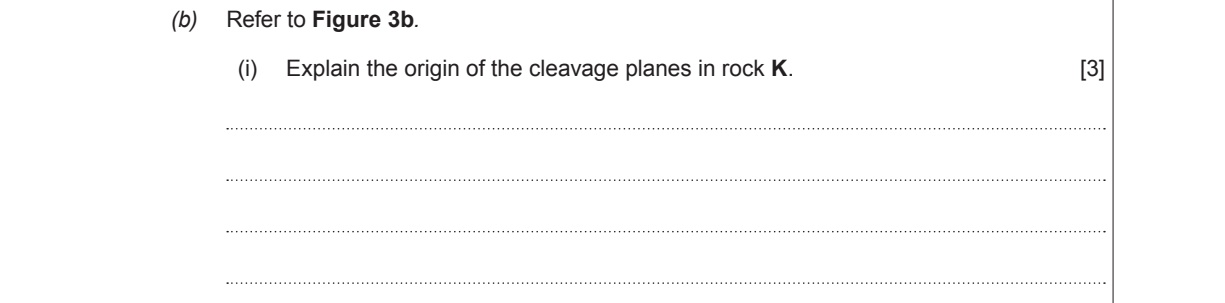 (b) Refer to Figure 3b.
(i) Explain the origin of the cleavage planes in rock K. [3]